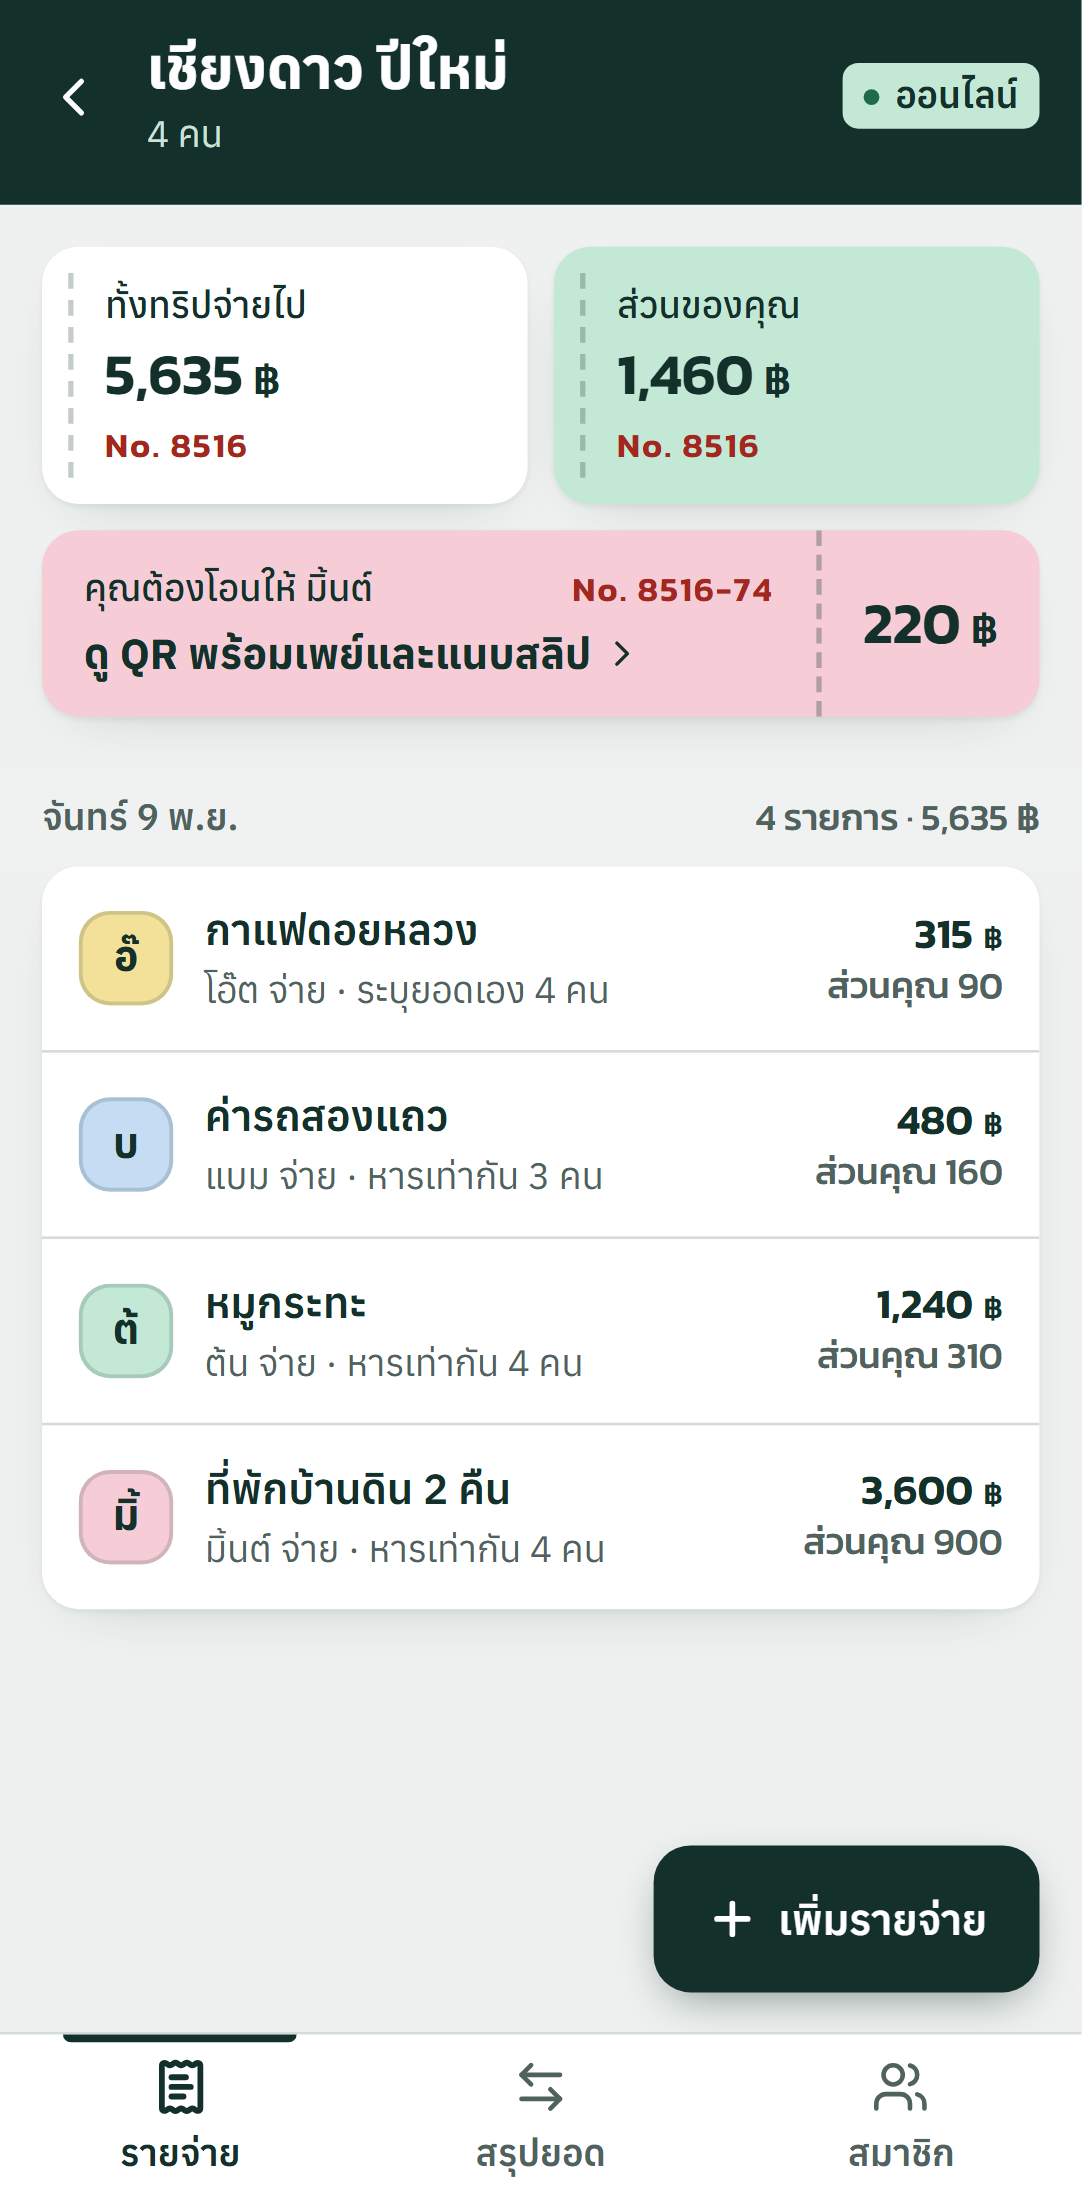 เชียงดาว ปีใหม่
4 คน
ออนไลน์
ทั้งทริปจ่ายไป
5,635 ฿
No. 8516
ส่วนของคุณ
1,460 ฿
No. 8516
คุณต้องโอนให้ มิ้นต์
No. 8516-74
ดู QR พร้อมเพย์และแนบสลิป
220 ฿
จันทร์ 9 พ.ย.
4 รายการ · 5,635 ฿
อ๊
กาแฟดอยหลวง
315 ฿
โอ๊ต จ่าย · ระบุยอดเอง 4 คน
ส่วนคุณ 90
บ
ค่ารถสองแถว
480 ฿
แบม จ่าย · หารเท่ากัน 3 คน
ส่วนคุณ 160
ต้
หมูกระทะ
1,240 ฿
ต้น จ่าย · หารเท่ากัน 4 คน
ส่วนคุณ 310
มิ้
ที่พักบ้านดิน 2 คืน
3,600 ฿
มิ้นต์ จ่าย · หารเท่ากัน 4 คน
ส่วนคุณ 900
เพิ่มรายจ่าย
รายจ่าย
สรุปยอด
สมาชิก